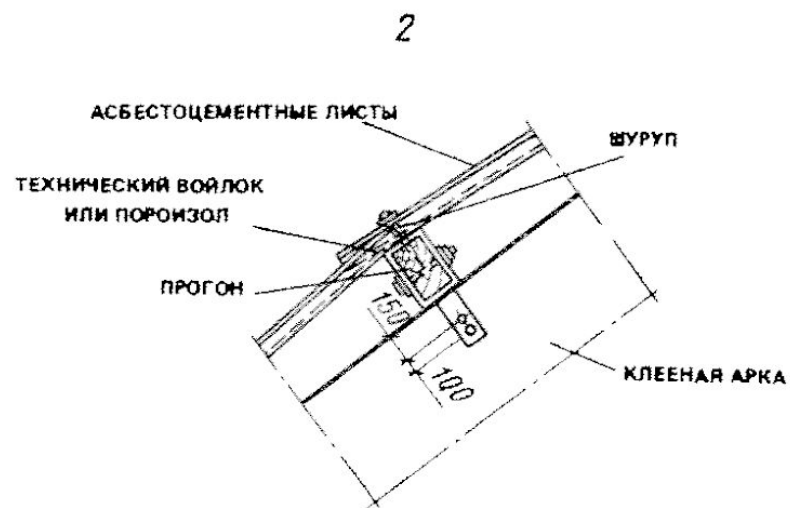 2
АСБЕСТОЦЕМЕНТНЫЕ ЛИСТЫ
ШУРУП
ТЕХНИЧЕСКИЙ ВОЙЛОК
ИЛИ ПОРОИЗОЛ
ПРОГОН
150
100
КЛЕЕНАЯ АРКА